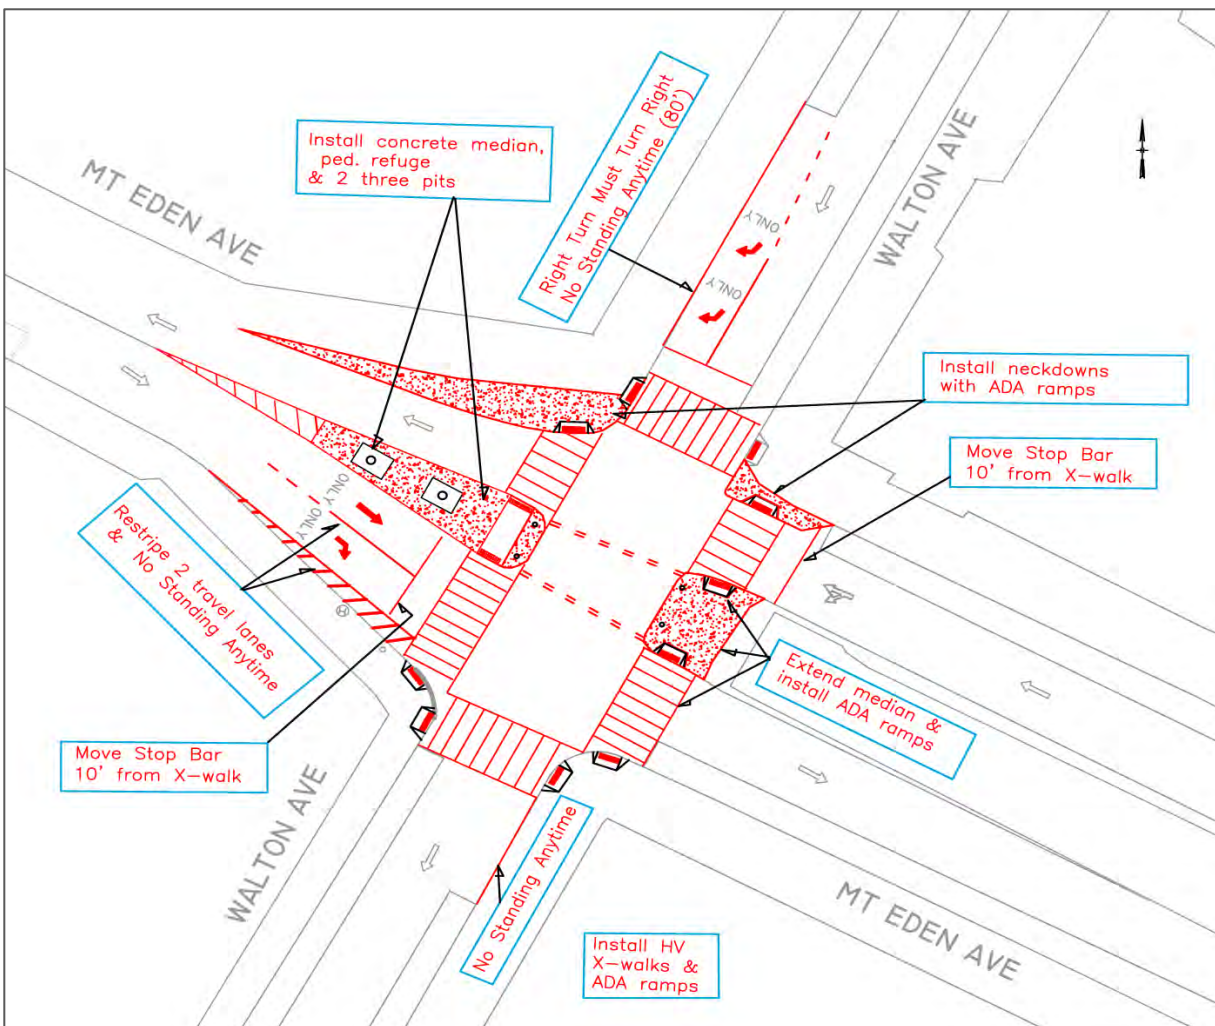 Install concrete median,
ped. refuge
& 2 three pits
Right Turn Must Turn Right
No Standing Anytime (80')
WALTON AVE
MT EDEN AVE
ONLY
ONLY
Install neckdowns
with ADA ramps
Move Stop Bar
10' from X-walk
ONLY ONLY
Restripe 2 travel lanes
& No Standing
Anytime
Extend median &
install ADA ramps
Move Stop Bar
10' from X-walk
WALTON AVE
No Standing Anytime
MT EDEN AVE
Install HV
X-walks &
ADA ramps